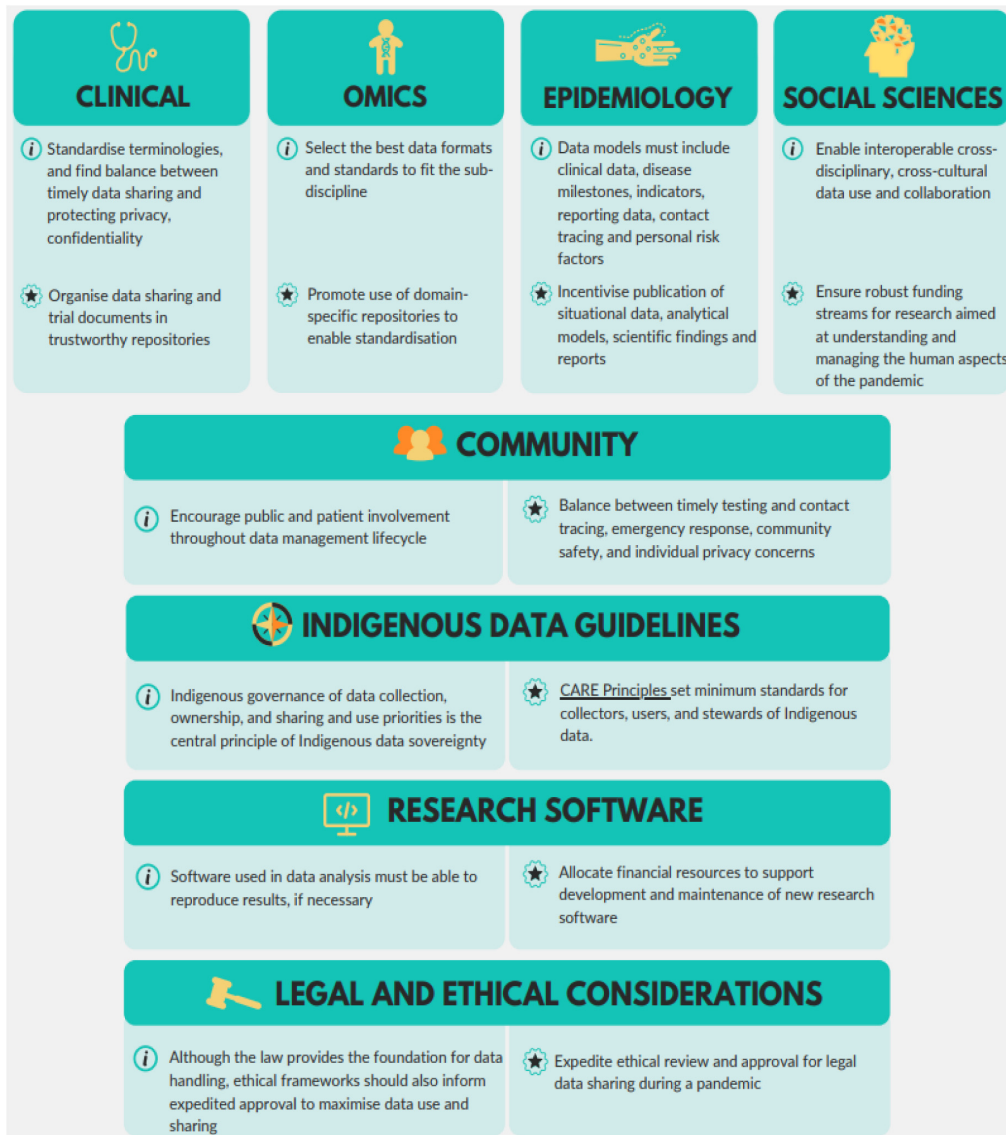 CLINICAL
Standardise terminologies,
and find balance between
timely data sharing and
protecting privacy,
confidentiality
Organise data sharing and
trial documents in
trustworthy repositories
OMICS
Select the best data formats
and standards to fit the sub-
discipline
Promote use of domain-
specific repositories to
enable standardisation
EPIDEMIOLOGY
Data models must include
clinical data, disease
milestones, indicators,
reporting data, contact
tracing and personal risk
factors
Incentivise publication of
situational data, analytical
models, scientific findings and
reports
SOCIAL SCIENCES
Enable interoperable cross-
disciplinary, cross-cultural
data use and collaboration
Ensure robust funding
streams for research aimed
at understanding and
managing the human aspects
of the pandemic
COMMUNITY
Encourage public and patient involvement
throughout data management lifecycle
Balance between timely testing and contact
tracing, emergency response, community
safety, and individual privacy concerns
INDIGENOUS DATA GUIDELINES
Indigenous governance of data collection,
ownership, and sharing and use priorities is the
central principle of Indigenous data sovereignty
CARE Principles set minimum standards for
collectors, users, and stewards of Indigenous
data.
RESEARCH SOFTWARE
Software used in data analysis must be able to
reproduce results, if necessary
Allocate financial resources to support
development and maintenance of new research
software
LEGAL AND ETHICAL CONSIDERATIONS
Although the law provides the foundation for data
handling, ethical frameworks should also inform
expedited approval to maximise data use and
sharing
Expedite ethical review and approval for legal
data sharing during a pandemic